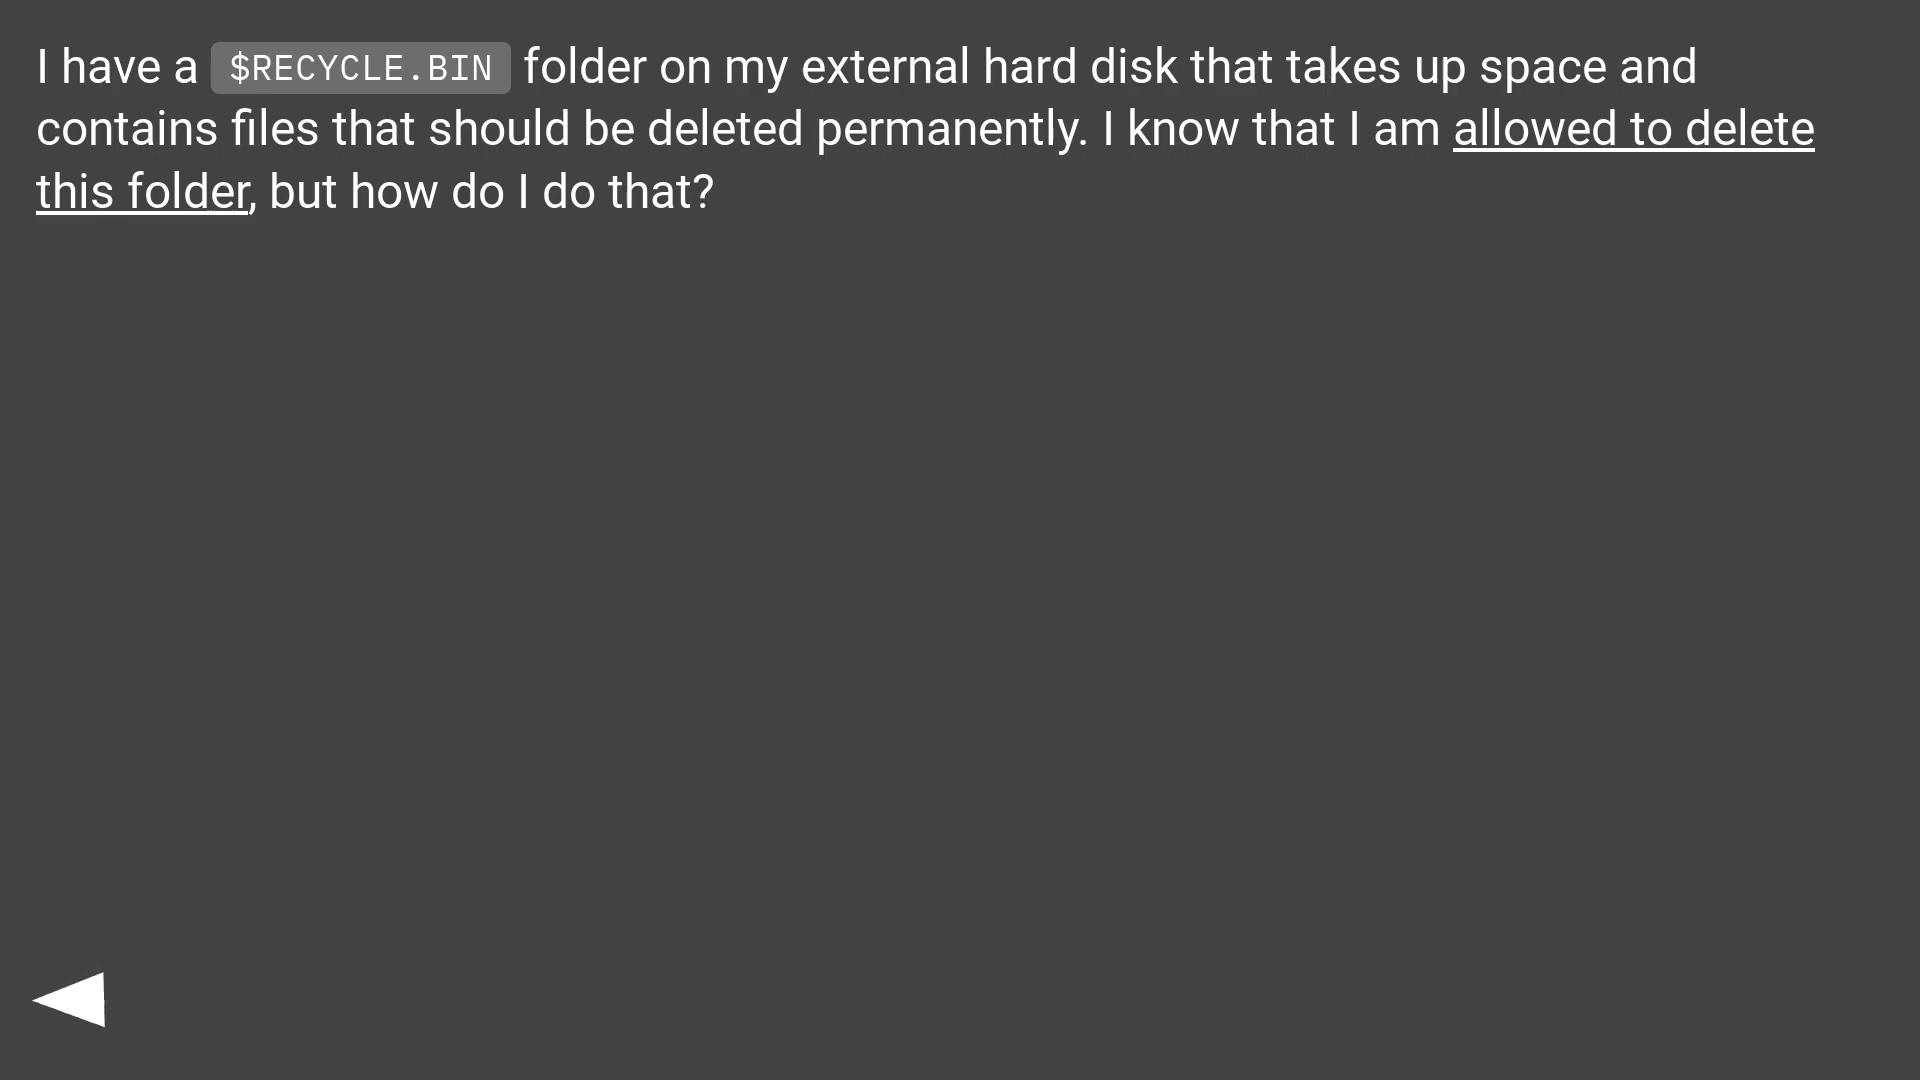 I have a $RECYCLE.BIN folder on my external hard disk that takes up space and
contains files that should be deleted permanently. I know that I am allowed to delete
this folder, but how do I do that?